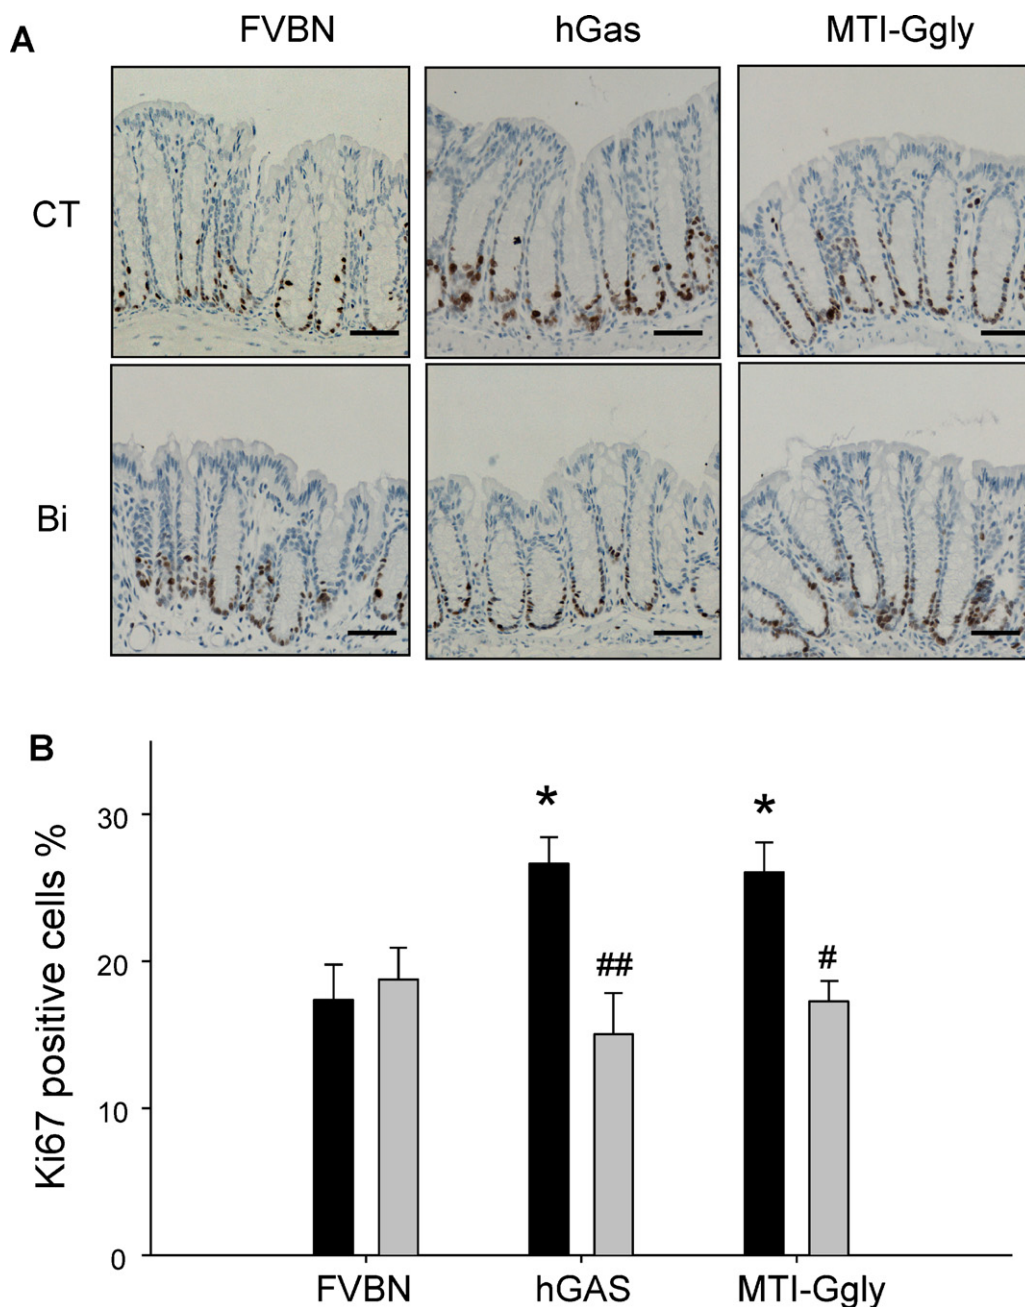 A
FVBN hGas MTI-Ggly
CT
Bi
B
Ki67 positive cells %
30
20
10
0
* ## * #
FVBN hGAS MTI-Ggly